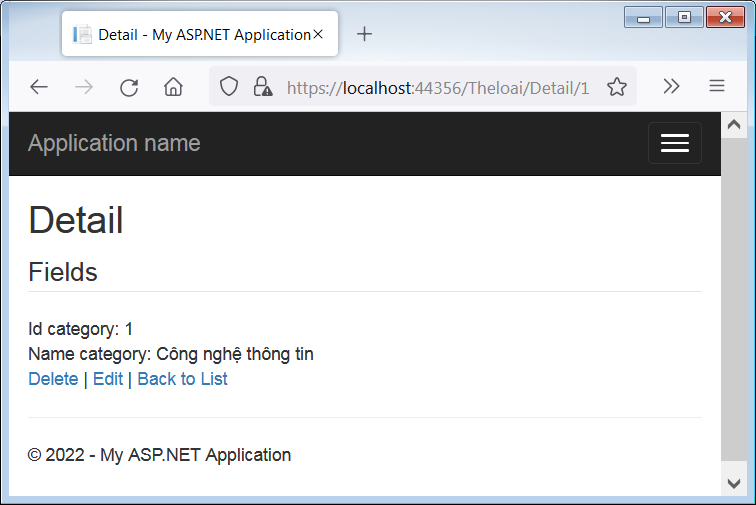 Detail - My ASP.NET Application
https://localhost:44356/Theloai/Detail/1
Application name
Detail
Fields
Id category: 1
Name category: Công nghệ thông tin
Delete | Edit | Back to List
© 2022 - My ASP.NET Application